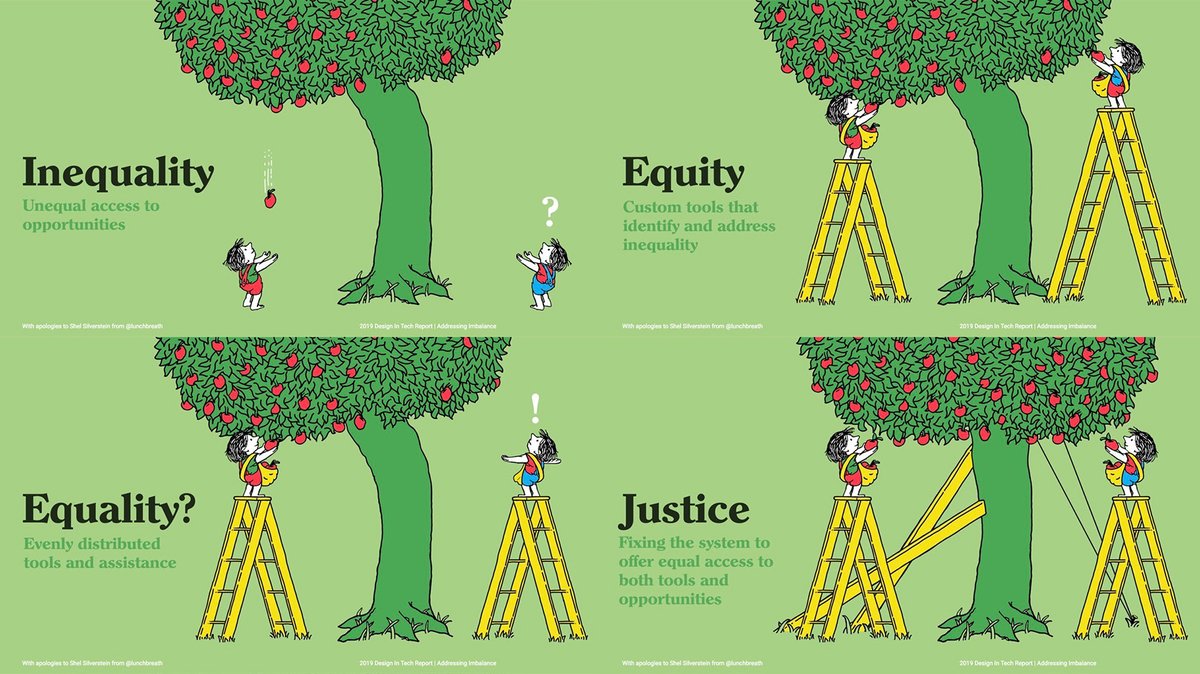 Inequality
Unequal access to
opportunities
?
With apologies to Shel Silverstein from @lunchbreath
2019 Design In Tech Report | Addressing Imbalance
Equity
Custom tools that
identify and address
inequality
With apologies to Shel Silverstein from @lunchbreath
2019 Design In Tech Report | Addressing Imbalance
Equality?
Evenly distributed
tools and assistance
!
With apologies to Shel Silverstein from @lunchbreath
2019 Design In Tech Report | Addressing Imbalance
Justice
Fixing the system to
offer equal access to
both tools and
opportunities
With apologies to Shel Silverstein from @lunchbreath
2019 Design In Tech Report | Addressing Imbalance